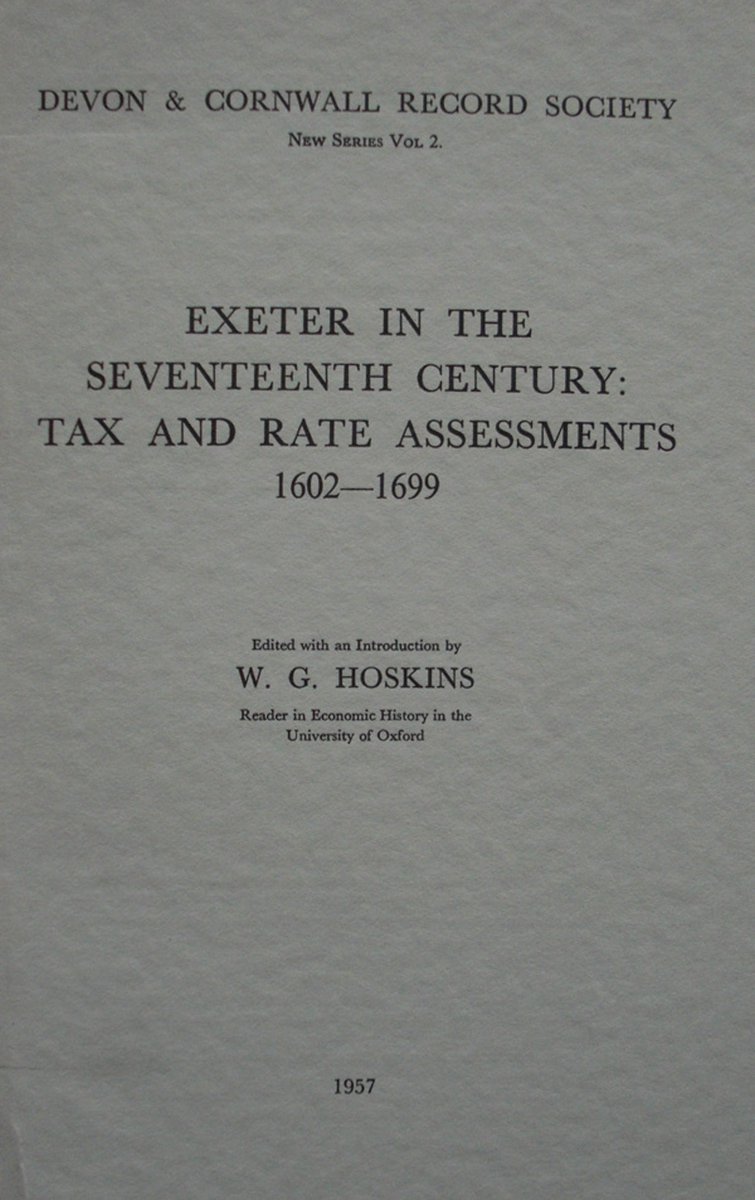 DEVON & CORNWALL RECORD SOCIETY
NEW SERIES VOL 2.
EXETER IN THE
SEVENTEENTH CENTURY:
TAX AND RATE ASSESSMENTS
1602—1699
Edited with an Introduction by
W. G. HOSKINS
Reader in Economic History in the
University of Oxford
1957